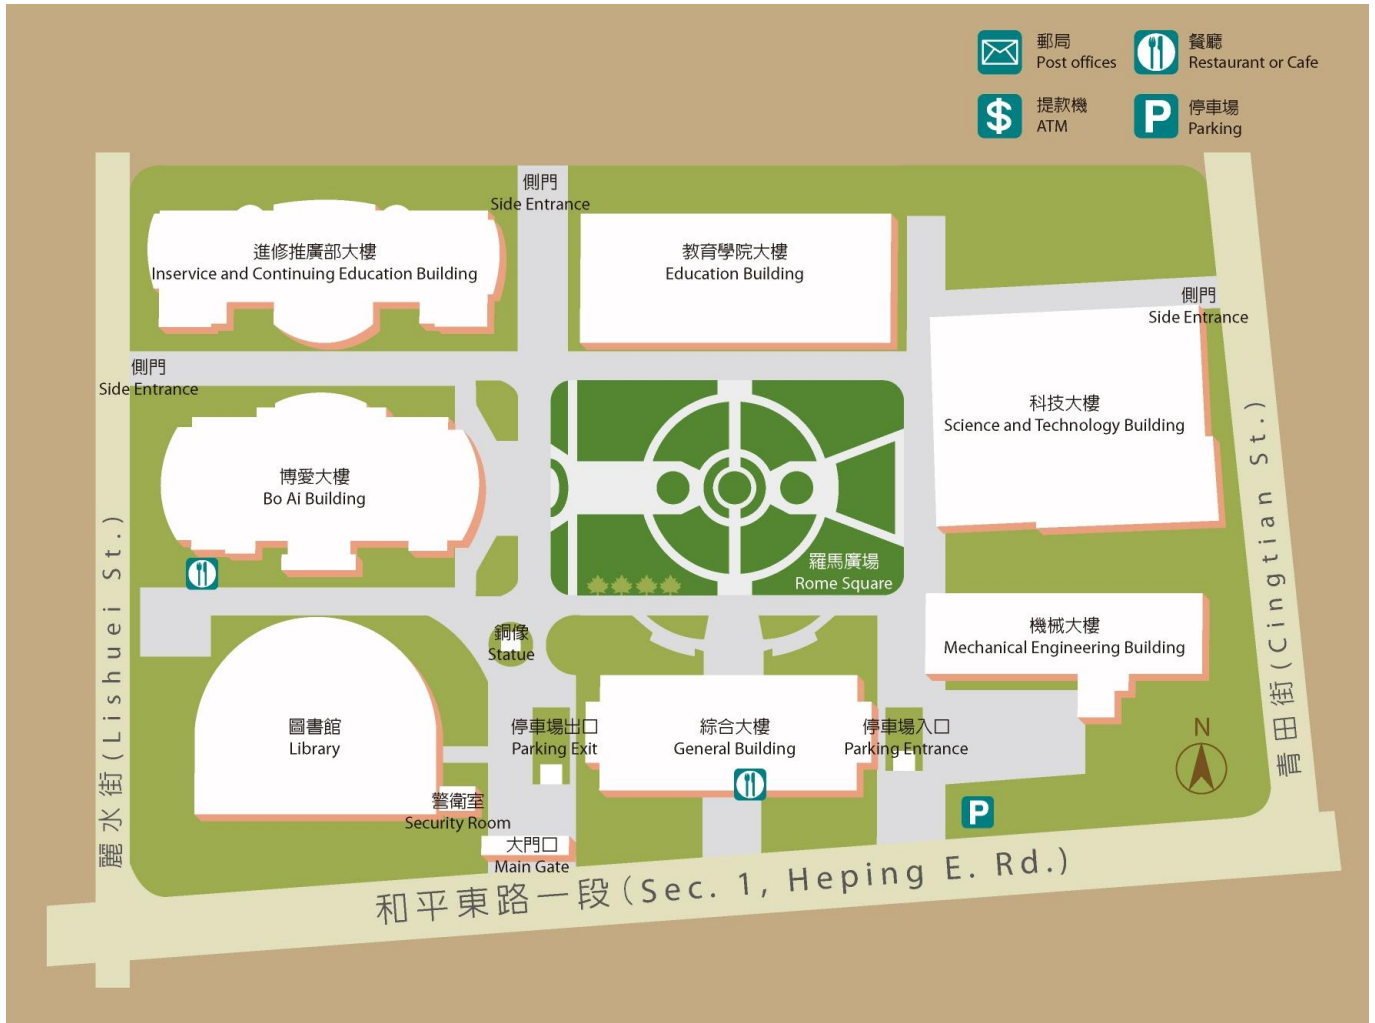 郵局
Post offices
餐廳
Restaurant or Cafe
提款機
ATM
停車場
Parking
側門
Side Entrance
進修推廣部大樓
Inservice and Continuing Education Building
教育學院大樓
Education Building
側門
Side Entrance
側門
Side Entrance
科技大樓
Science and Technology Building
博愛大樓
Bo Ai Building
羅馬廣場
Rome Square
銅像
Statue
機械大樓
Mechanical Engineering Building
圖書館
Library
停車場出口
Parking Exit
綜合大樓
General Building
停車場入口
Parking Entrance
N
警衛室
Security Room
P
大門口
Main Gate
麗水街(Lishuei St.)
青田街(Cingtian St.)
和平東路一段(Sec. 1, Heping E. Rd.)